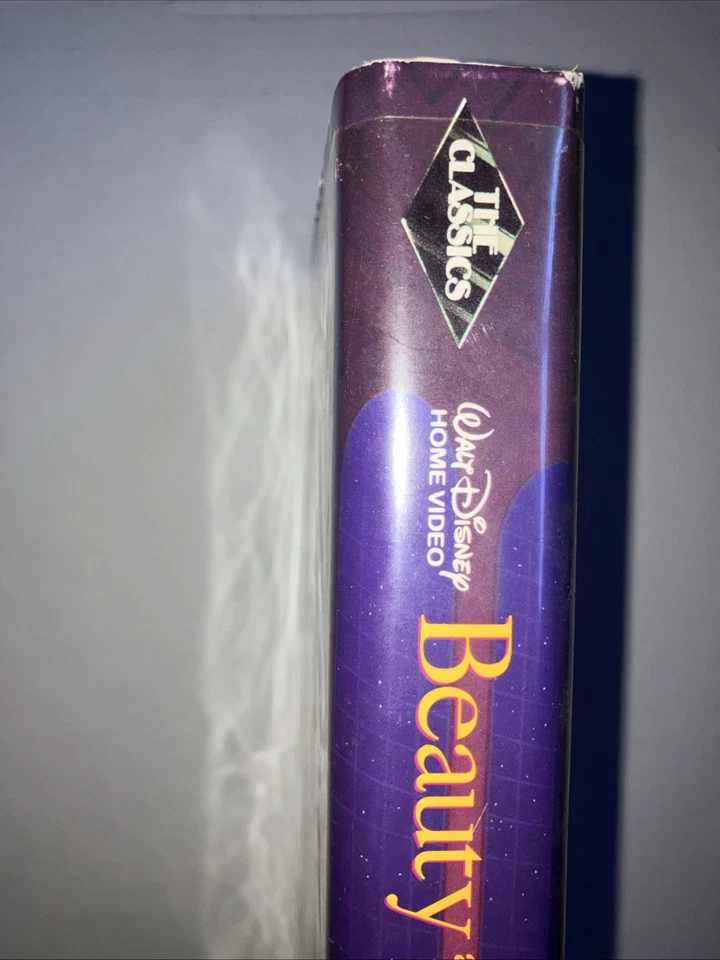 THE
CLASSICS
WALT DISNEY
HOME VIDEO
Beauty